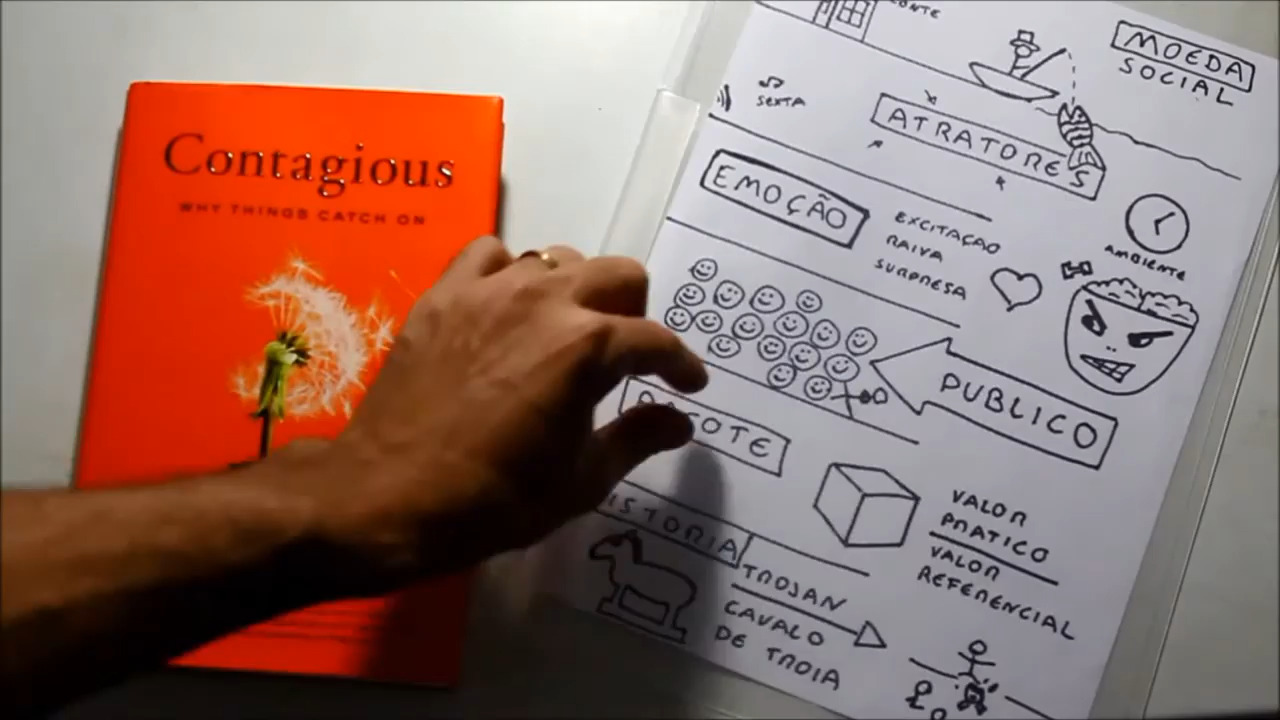 Contagious
WHY THINGS CATCH ON
MOEDA
SOCIAL
SEXTA
ATRATORES
EMOÇÃO
EXCITAÇÃO
RAIVA
SURPRESA
AMBIENTE
PUBLICO
VALOR
PRATICO
VALOR
REFERENCIAL
TROJAN
CAVALO
DE TROIA